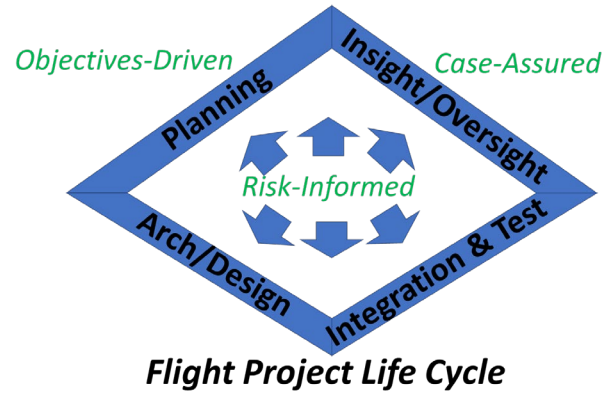 Objectives-Driven
Case-Assured
Planning
Insight/Oversight
Risk-Informed
Arch/Design
Integration & Test
Flight Project Life Cycle